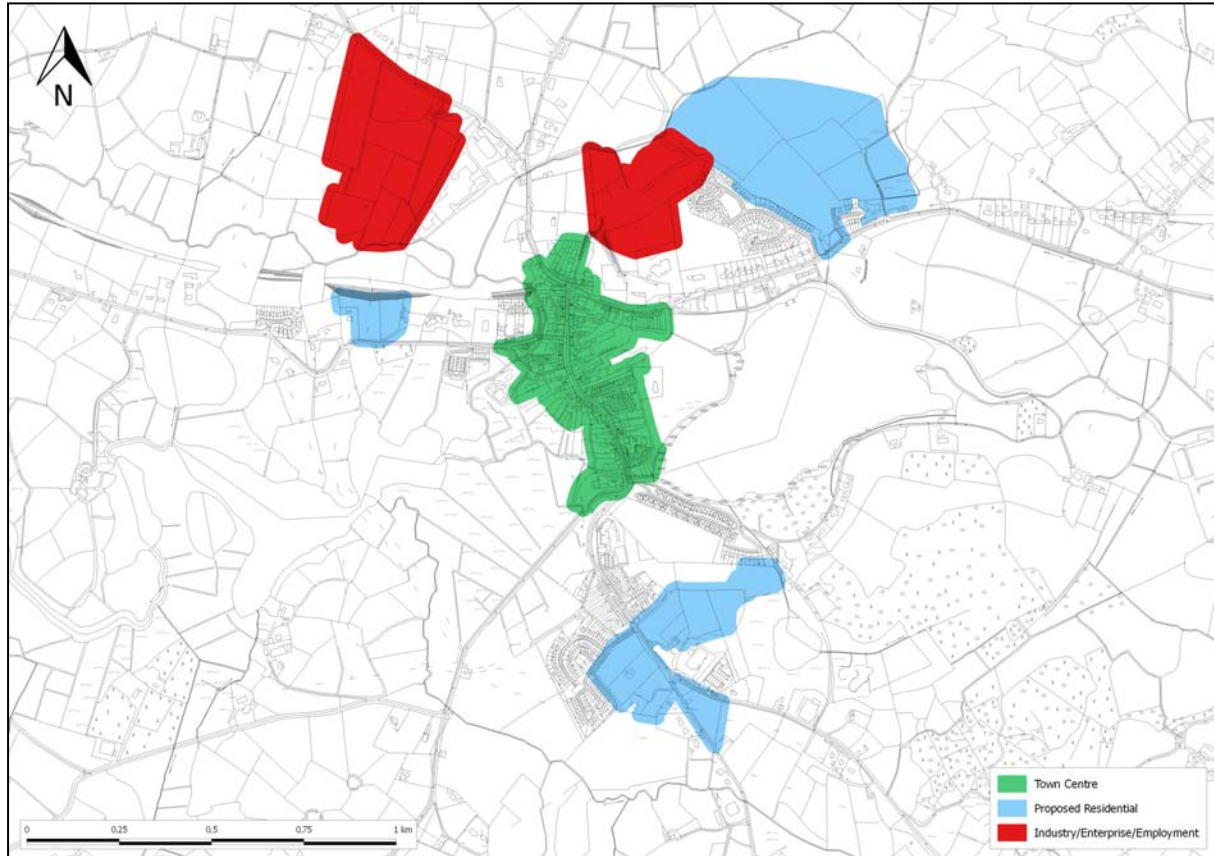 N
Town Centre
Proposed Residential
Industry/Enterprise/Employment
0 0.25 0.5 0.75 1 km